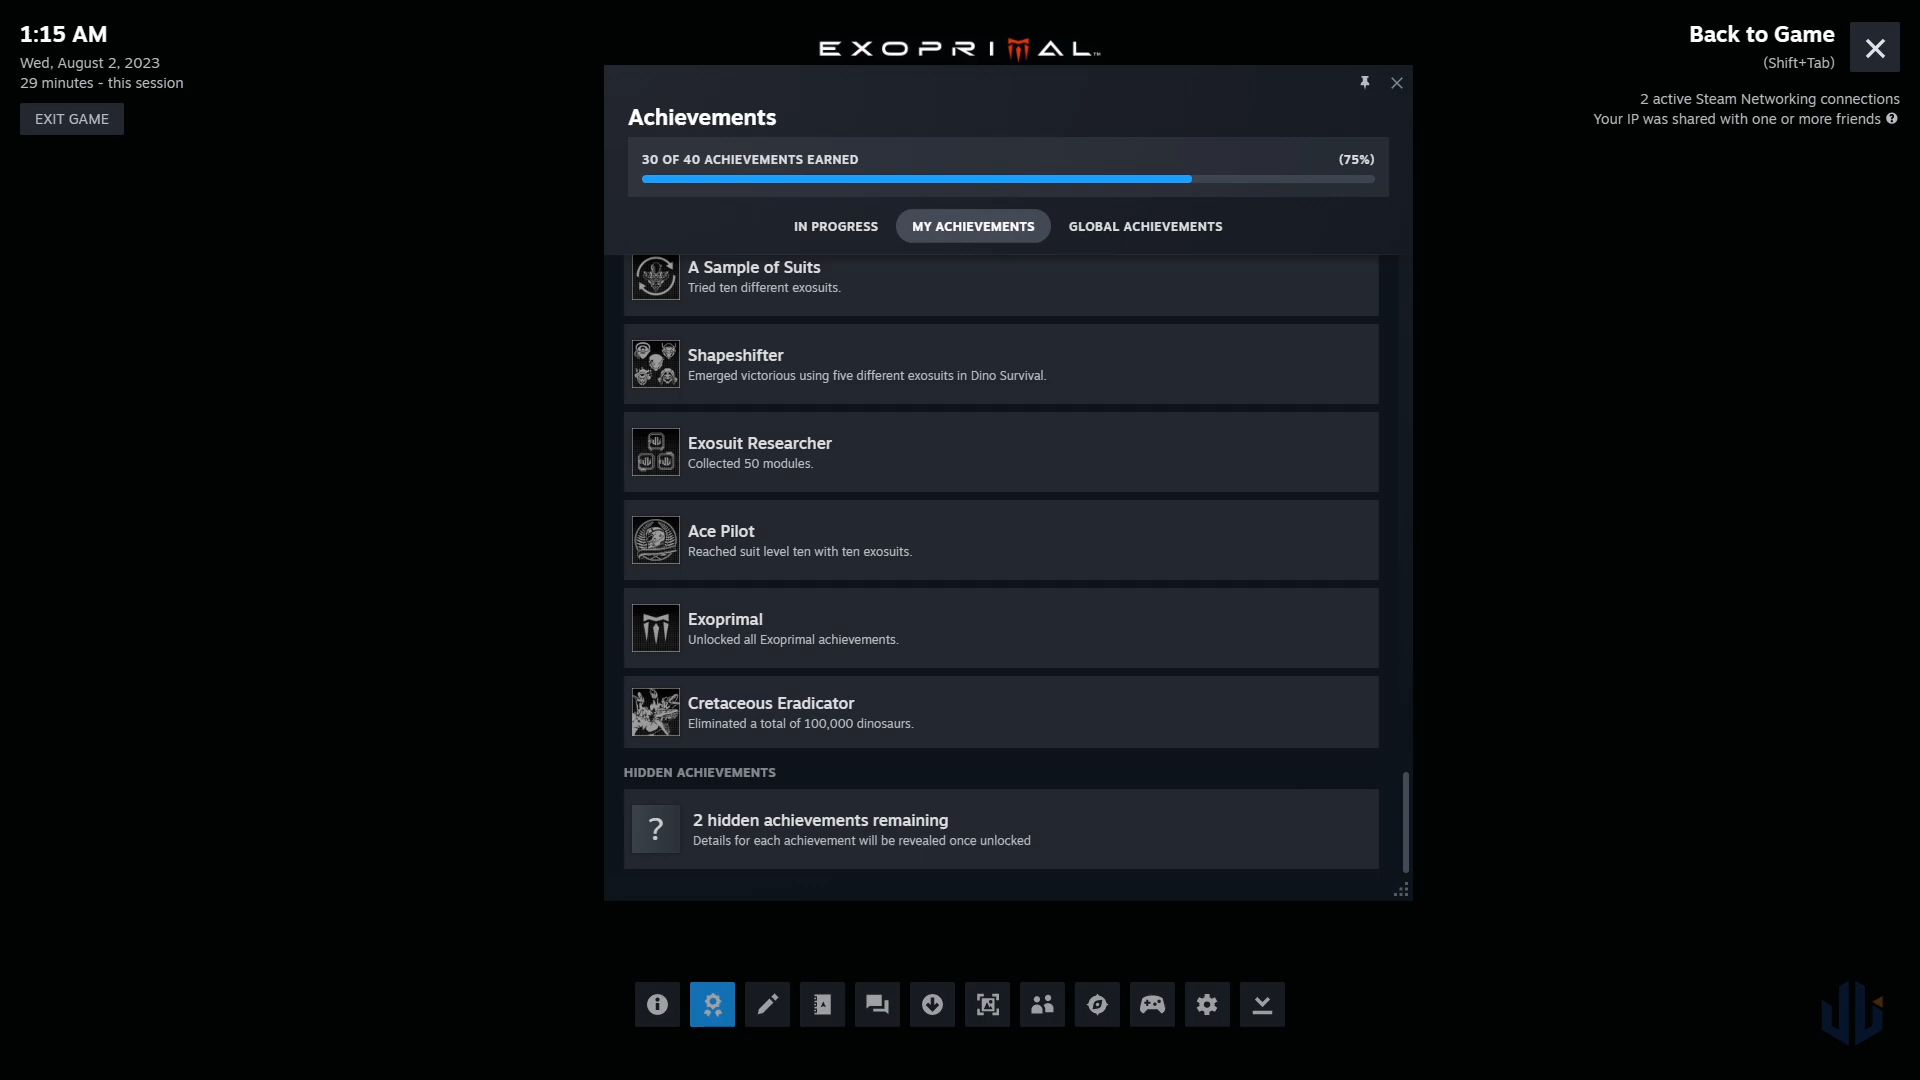 1:15 AM
Wed, August 2, 2023
29 minutes - this session
EXIT GAME
EXOPRIMAL™
Back to Game
(Shift+Tab)
2 active Steam Networking connections
Your IP was shared with one or more friends ?
Achievements
30 OF 40 ACHIEVEMENTS EARNED (75%)
IN PROGRESS MY ACHIEVEMENTS GLOBAL ACHIEVEMENTS
A Sample of Suits
Tried ten different exosuits.
Shapeshifter
Emerged victorious using five different exosuits in Dino Survival.
Exosuit Researcher
Collected 50 modules.
Ace Pilot
Reached suit level ten with ten exosuits.
Exoprimal
Unlocked all Exoprimal achievements.
Cretaceous Eradicator
Eliminated a total of 100,000 dinosaurs.
HIDDEN ACHIEVEMENTS
?
2 hidden achievements remaining
Details for each achievement will be revealed once unlocked